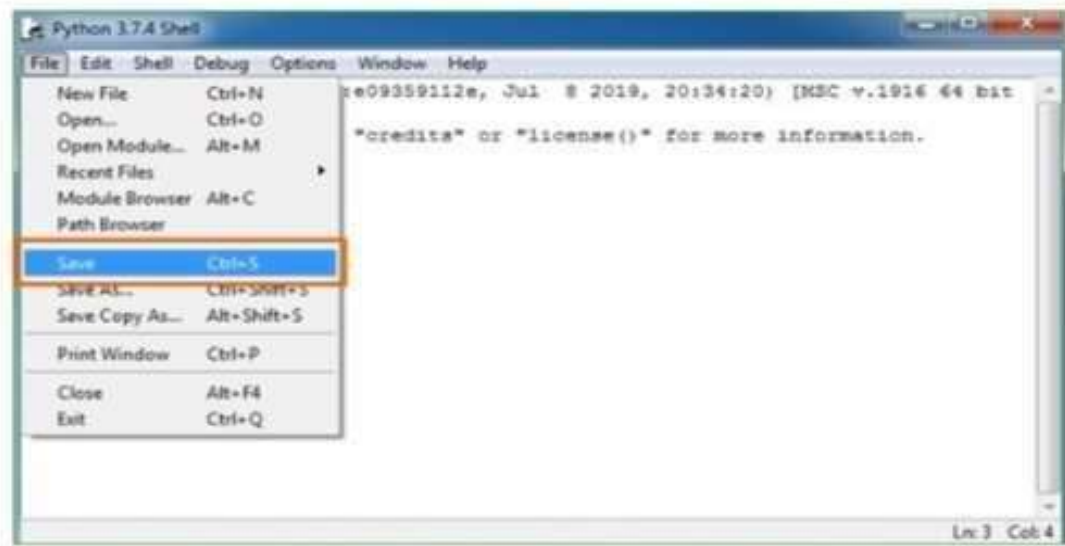 Python 3.7.4 Shell
File Edit Shell Debug Options Window Help
New File Ctrl+N
:e09359112e, Jul 8 2019, 20:34:20) [MSC v.1916 64 bit
Open... Ctrl+O
Open Module... Alt+M
"credits" or "license()" for more information.
Recent Files
Module Browser Alt+C
Path Browser
Save Ctrl+S
Save As... Ctrl+Shift+S
Save Copy As... Alt+Shift+S
Print Window Ctrl+P
Close Alt+F4
Exit Ctrl+Q
Ln: 3 Col: 4